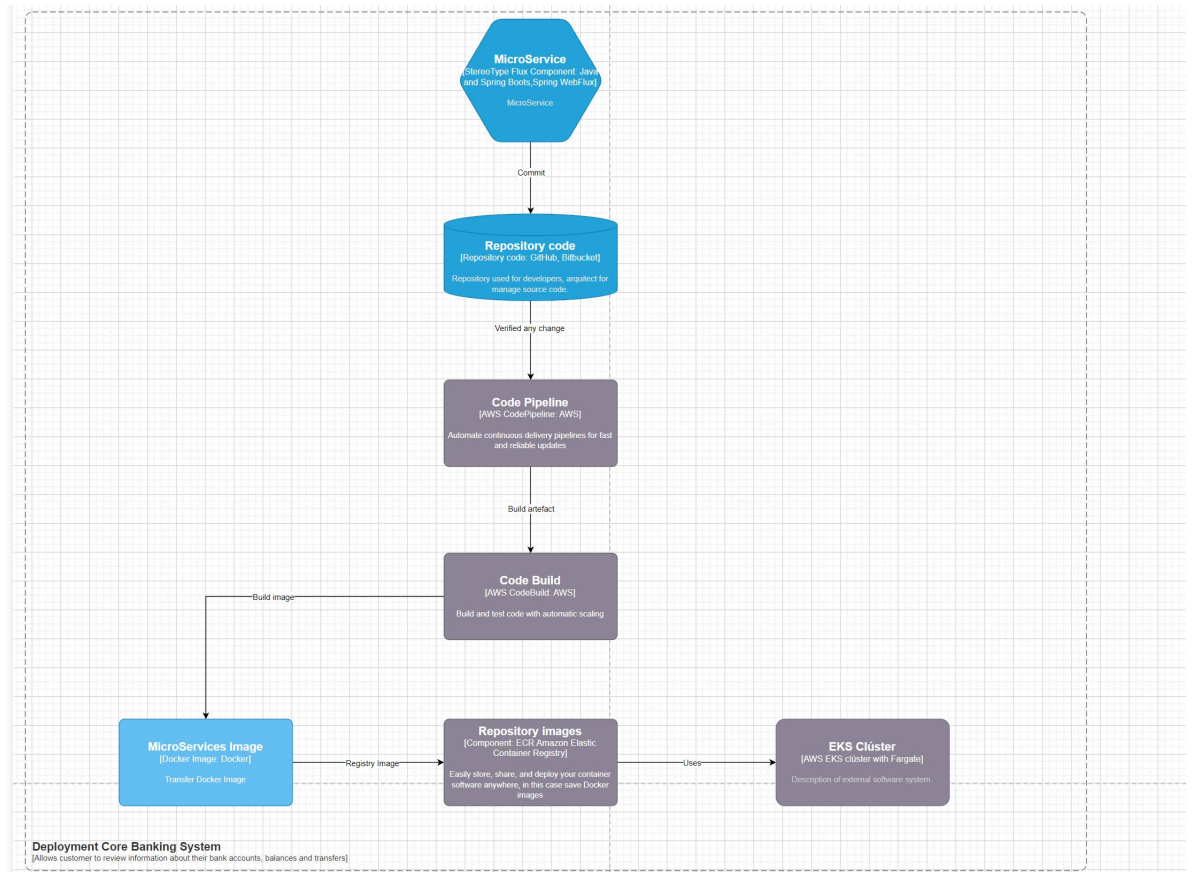 MicroService
[StereoType Flux Component: Java
and Spring Boots,Spring WebFlux]
MicroService
Commit
Repository code
[Repository code: GitHub, Bitbucket]
Repository used for developers, arquitect for
manage source code.
Verified any change
Code Pipeline
[AWS CodePipeline: AWS]
Automate continuous delivery pipelines for fast
and reliable updates
Build artefact
Code Build
[AWS CodeBuild: AWS]
Build and test code with automatic scaling
Build image
MicroServices Image
[Docker Image: Docker]
Transfer Docker Image
Registry Image
Repository images
[Component: ECR Amazon Elastic
Container Registry]
Easily store, share, and deploy your container
software anywhere, in this case save Docker
images
Uses
EKS Clúster
[AWS EKS clúster with Fargate]
Description of external software system.
Deployment Core Banking System
[Allows customer to review information about their bank accounts, balances and transfers]